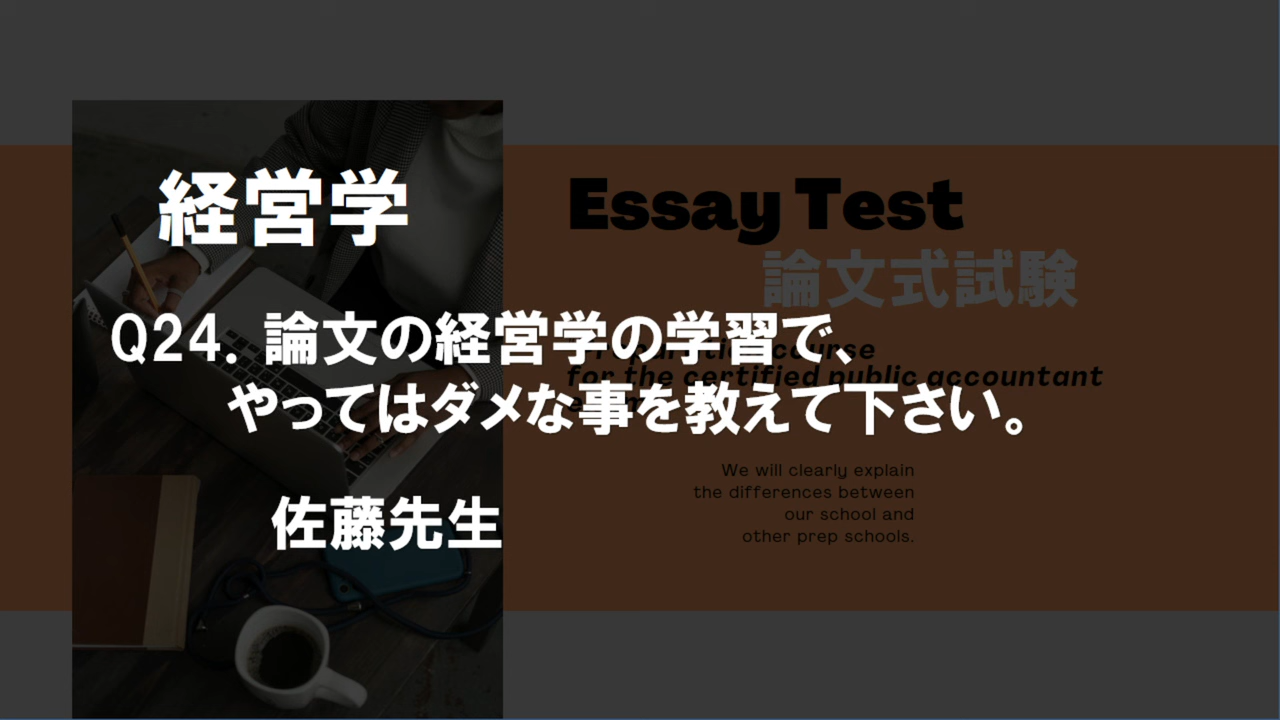 経営学
Essay Test
論文式試験
Q24. 論文の経営学の学習で、
やってはダメな事を教えて下さい。
course
for the certified public accountant
佐藤先生
We will clearly explain
the differences between
our school and
other prep schools.